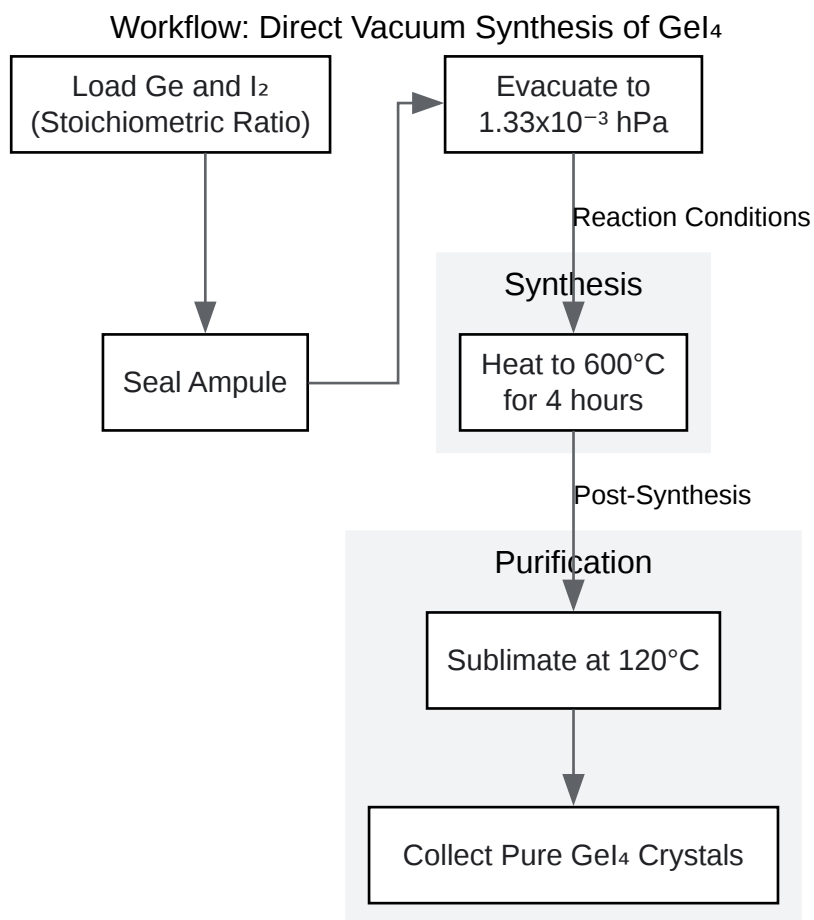 Workflow: Direct Vacuum Synthesis of GeI₄
Load Ge and I₂
(Stoichiometric Ratio)
Evacuate to
1.33x10⁻³ hPa
Reaction Conditions
Synthesis
Seal Ampule
Heat to 600°C
for 4 hours
Post-Synthesis
Purification
Sublimate at 120°C
Collect Pure GeI₄ Crystals